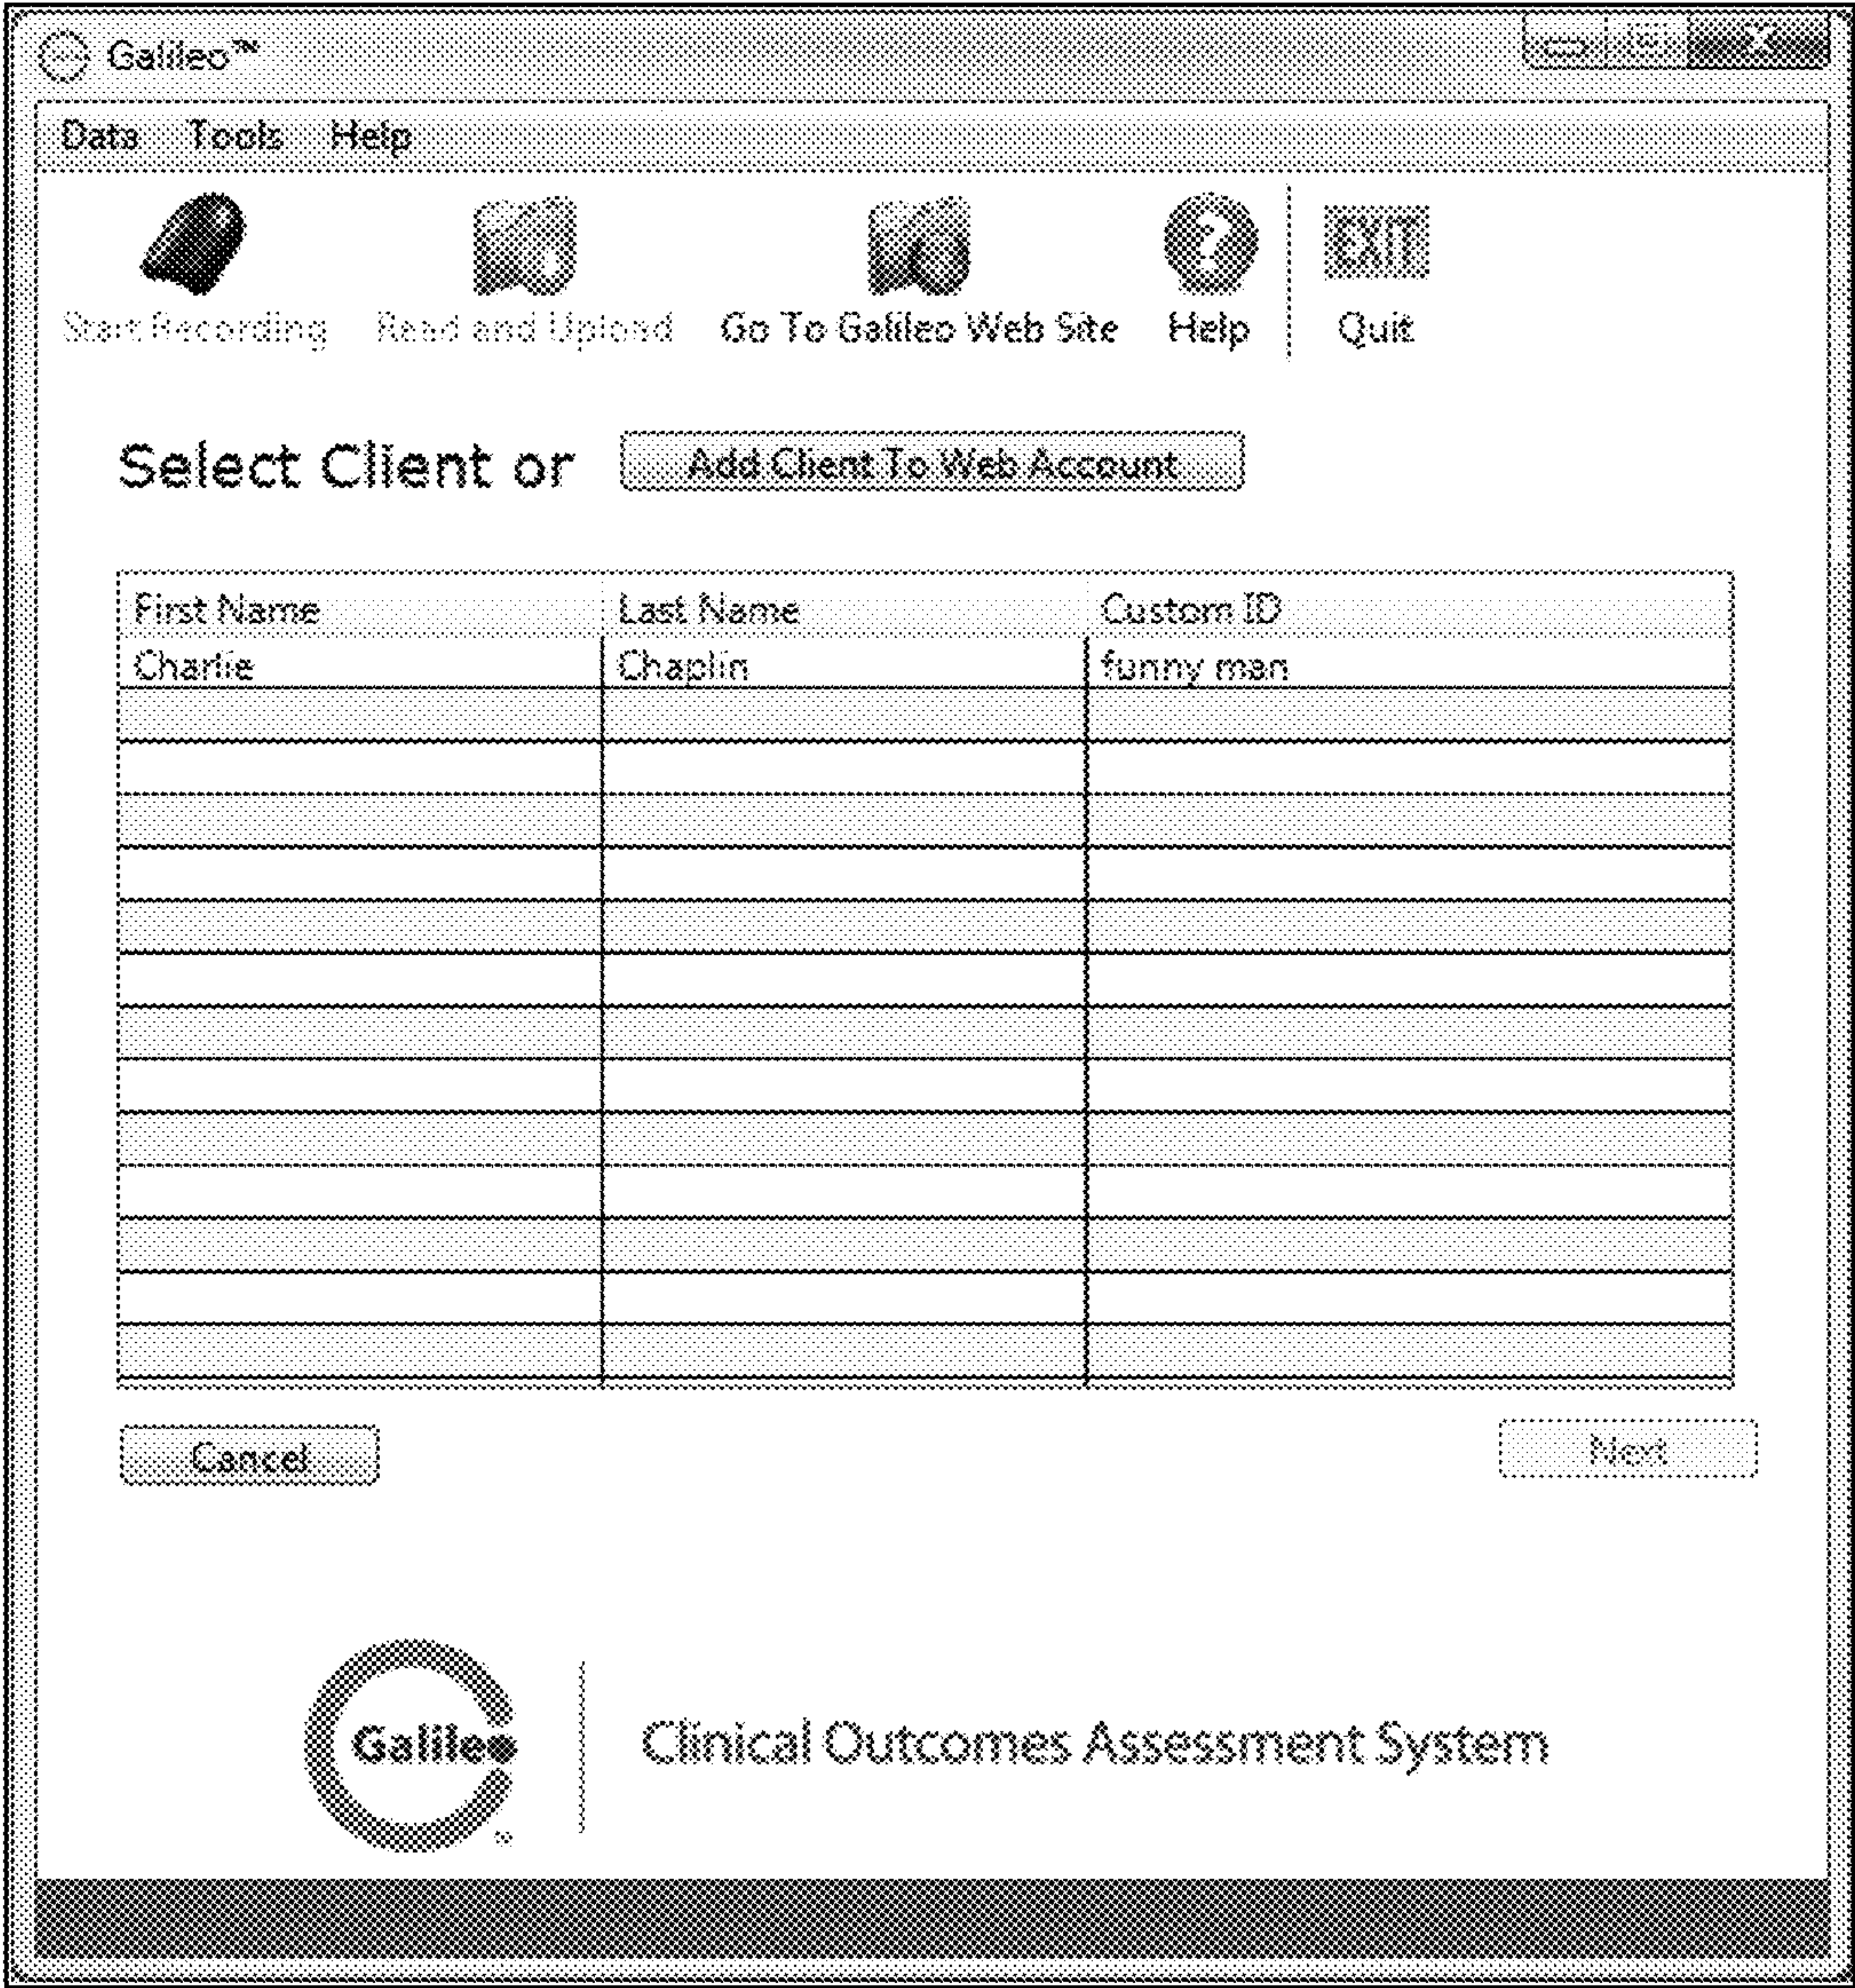 Galileo™
Data Tools Help
EXIT
Start Recording Read and Upload Go To Galileo Web Site Help Quit
Select Client or Add Client To Web Account
First Name Last Name Custom ID
Charlie Chaplin funny man
Cancel Next
Galileo®
Clinical Outcomes Assessment System